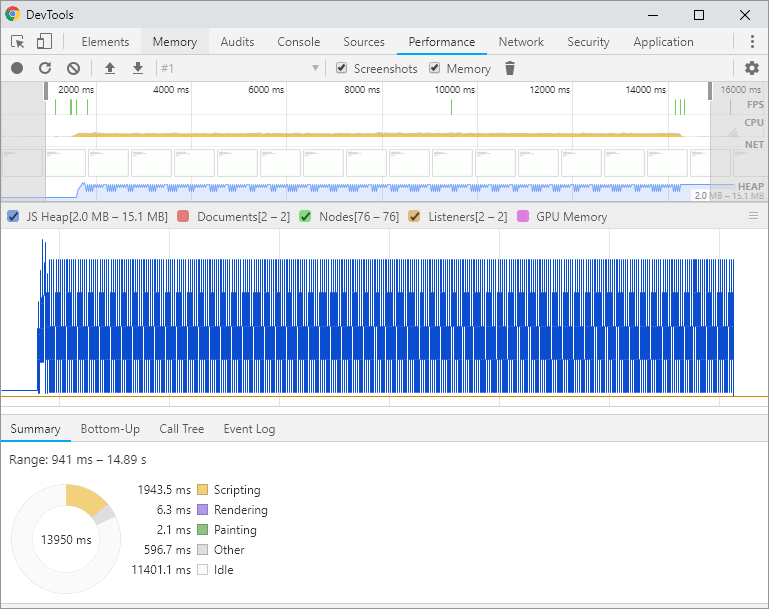 DevTools
Elements Memory Audits Console Sources Performance Network Security Application
#1 Screenshots Memory
2000 ms 4000 ms 6000 ms 8000 ms 10000 ms 12000 ms 14000 ms 16000 ms
FPS
CPU
NET
HEAP
2.0 MB – 15.1 MB
JS Heap[2.0 MB – 15.1 MB] Documents[2 – 2] Nodes[76 – 76] Listeners[2 – 2] GPU Memory
Summary Bottom-Up Call Tree Event Log
Range: 941 ms – 14.89 s
13950 ms
1943.5 ms Scripting
6.3 ms Rendering
2.1 ms Painting
596.7 ms Other
11401.1 ms Idle